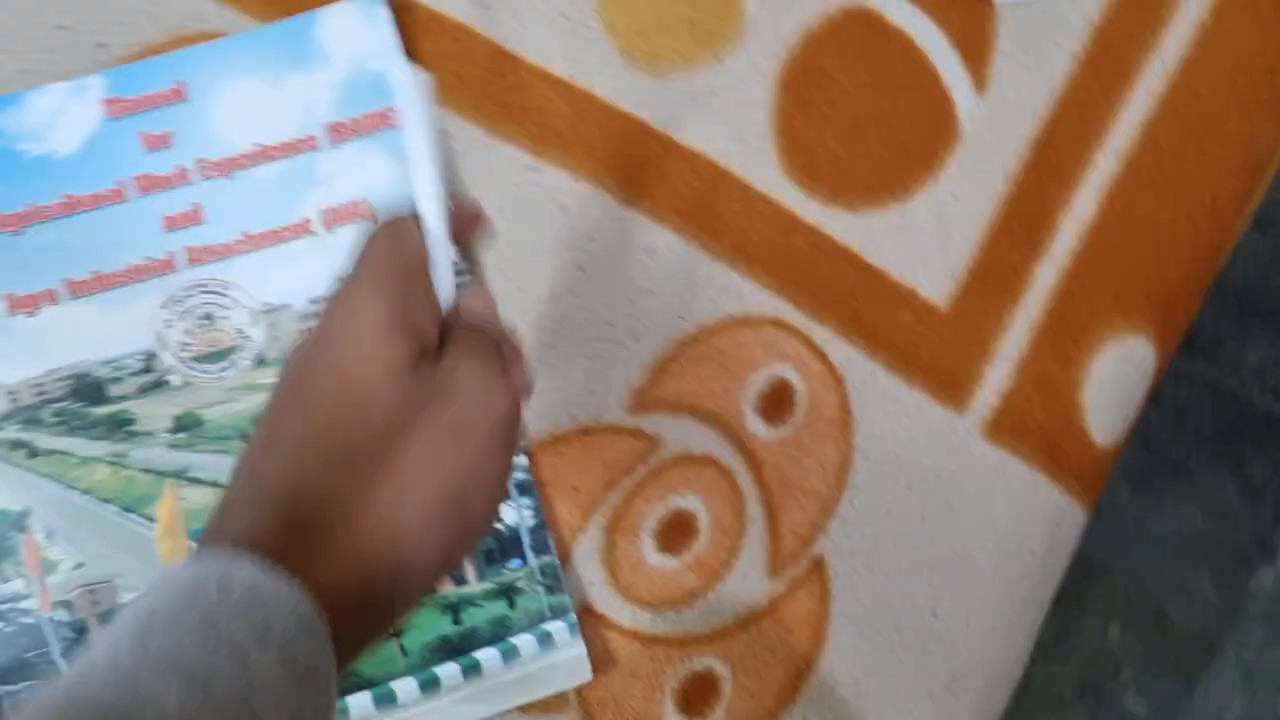 Manual
for
Agricultural Work Experience (RAWE)
and
Agro Industrial Attachment (AIA)